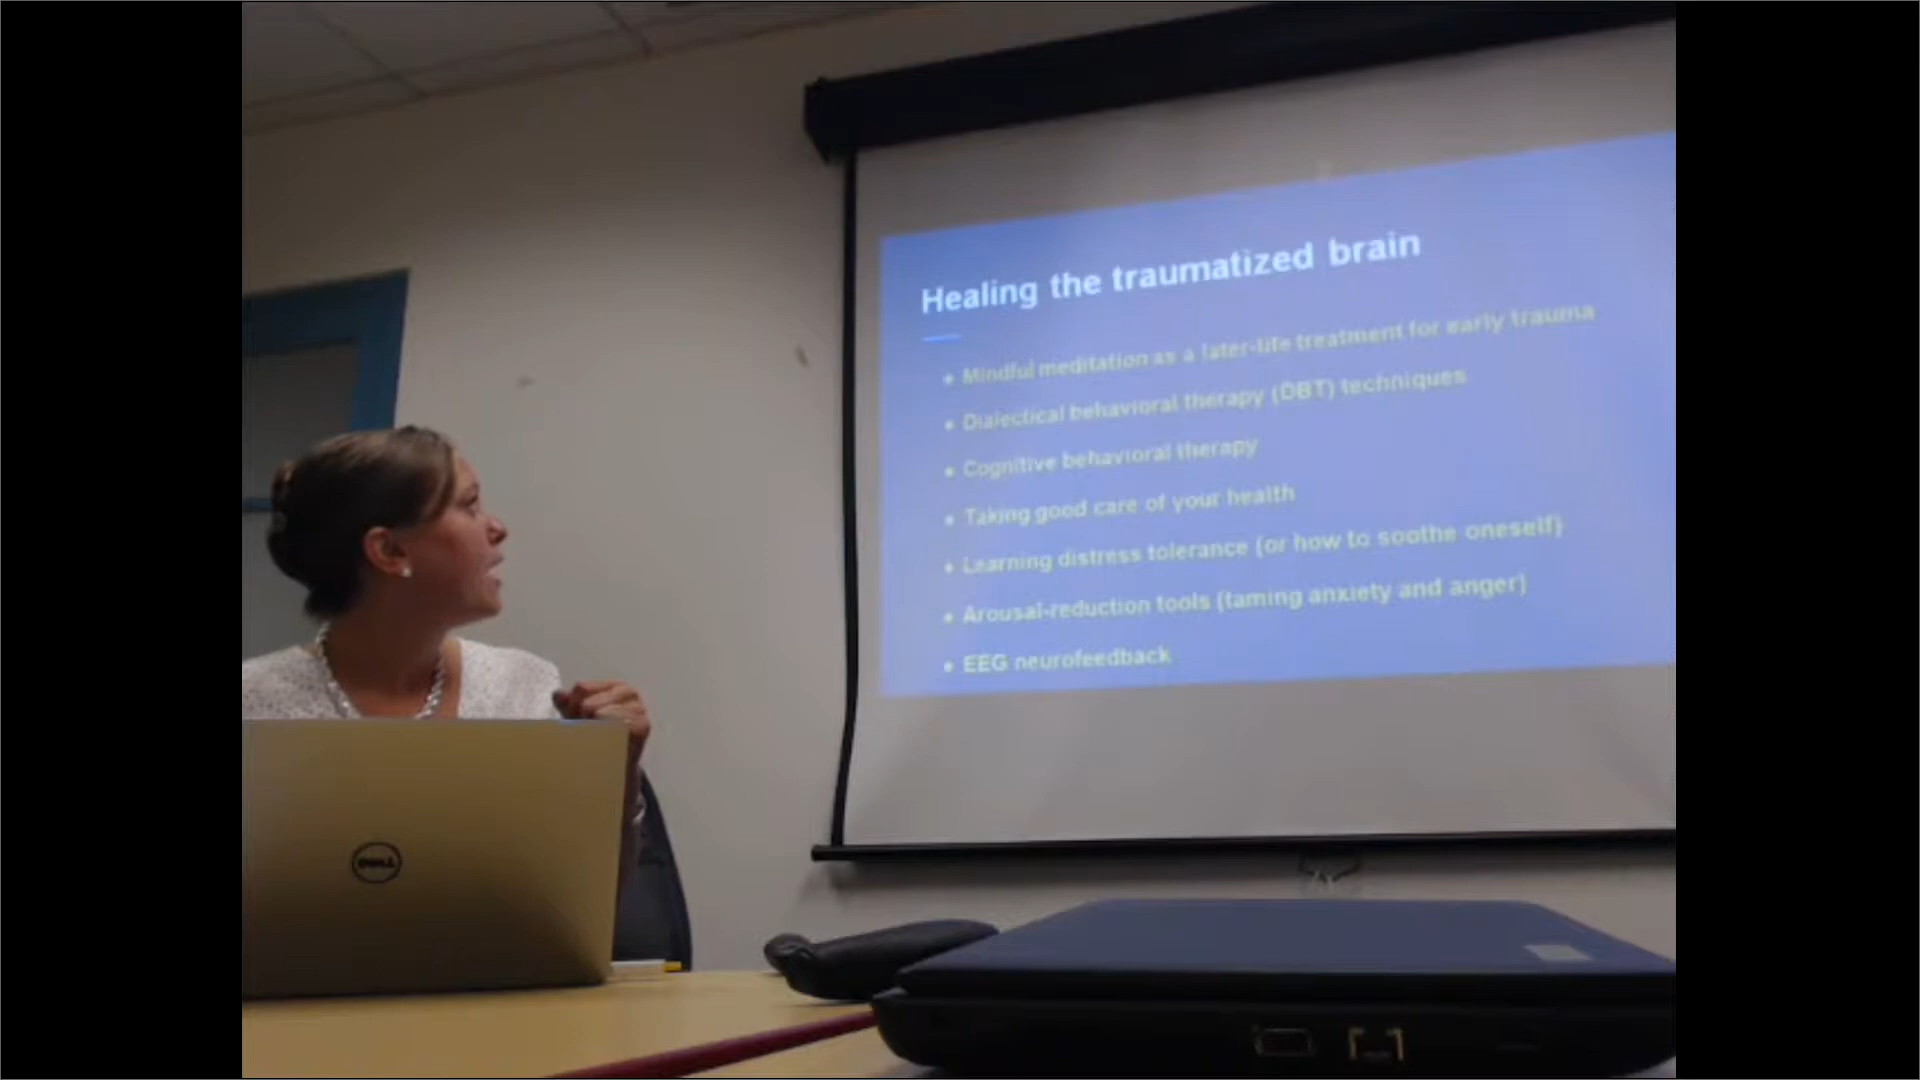 Healing the traumatized brain
• Mindful meditation as a later-life treatment for early trauma
• Dialectical behavioral therapy (DBT) techniques
• Cognitive behavioral therapy
• Taking good care of your health
• Learning distress tolerance (or how to soothe oneself)
• Arousal-reduction tools (taming anxiety and anger)
• EEG neurofeedback
DELL